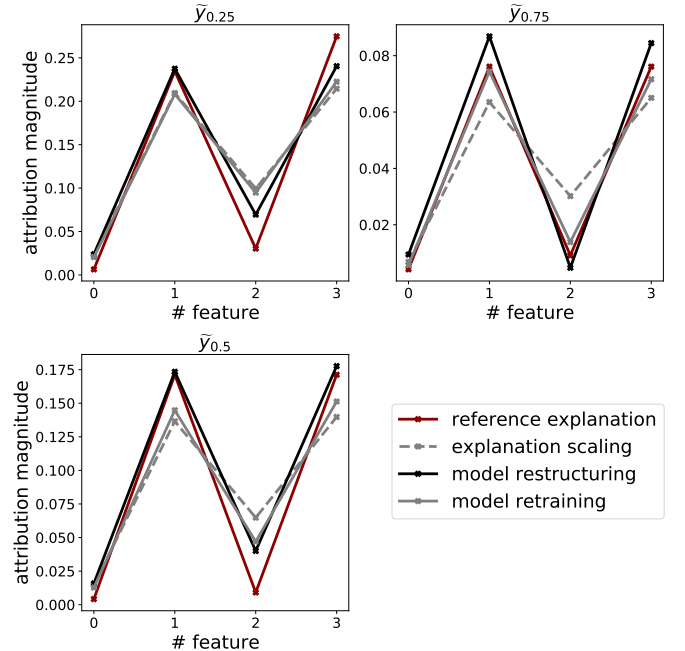 ỹ0.25
attribution magnitude
0.25
0.20
0.15
0.10
0.05
0.00
0 1 2 3
# feature
ỹ0.75
0.08
0.06
0.04
0.02
0 1 2 3
# feature
ỹ0.5
attribution magnitude
0.175
0.150
0.125
0.100
0.075
0.050
0.025
0.000
0 1 2 3
# feature
reference explanation
explanation scaling
model restructuring
model retraining